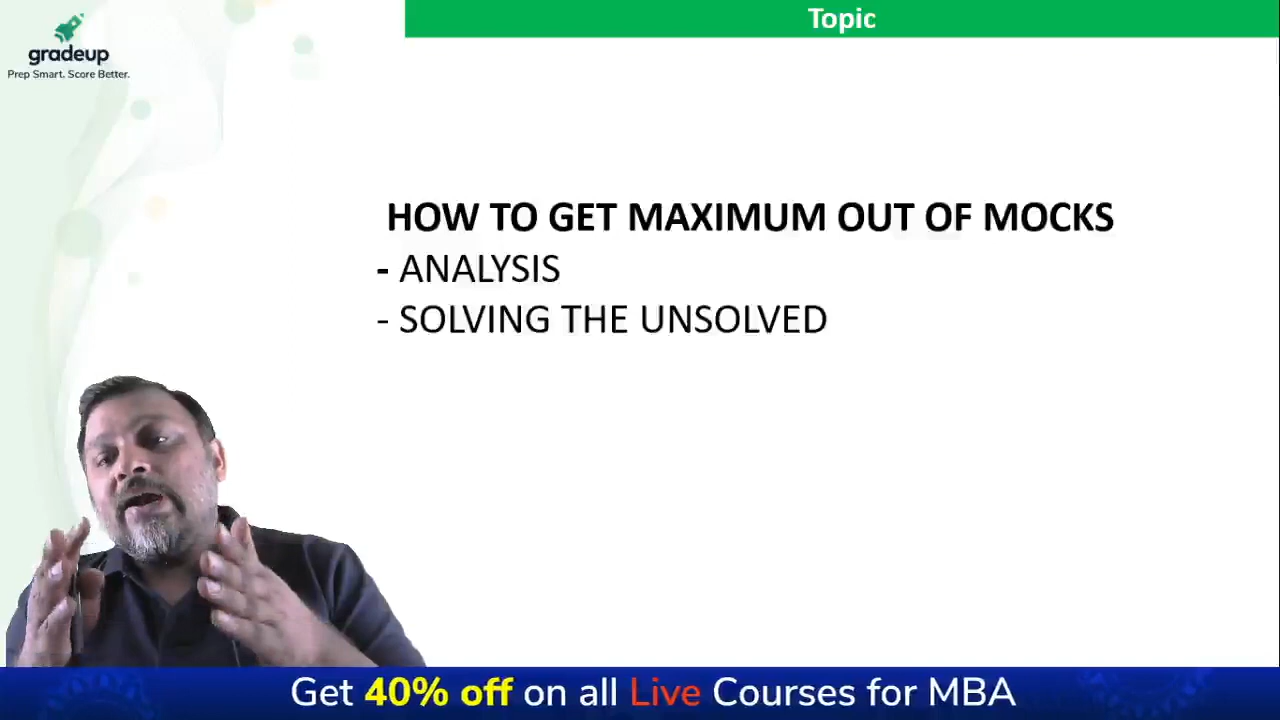 Topic
gradeup
Prep Smart. Score Better.
HOW TO GET MAXIMUM OUT OF MOCKS
- ANALYSIS
- SOLVING THE UNSOLVED
Get 40% off on all Live Courses for MBA